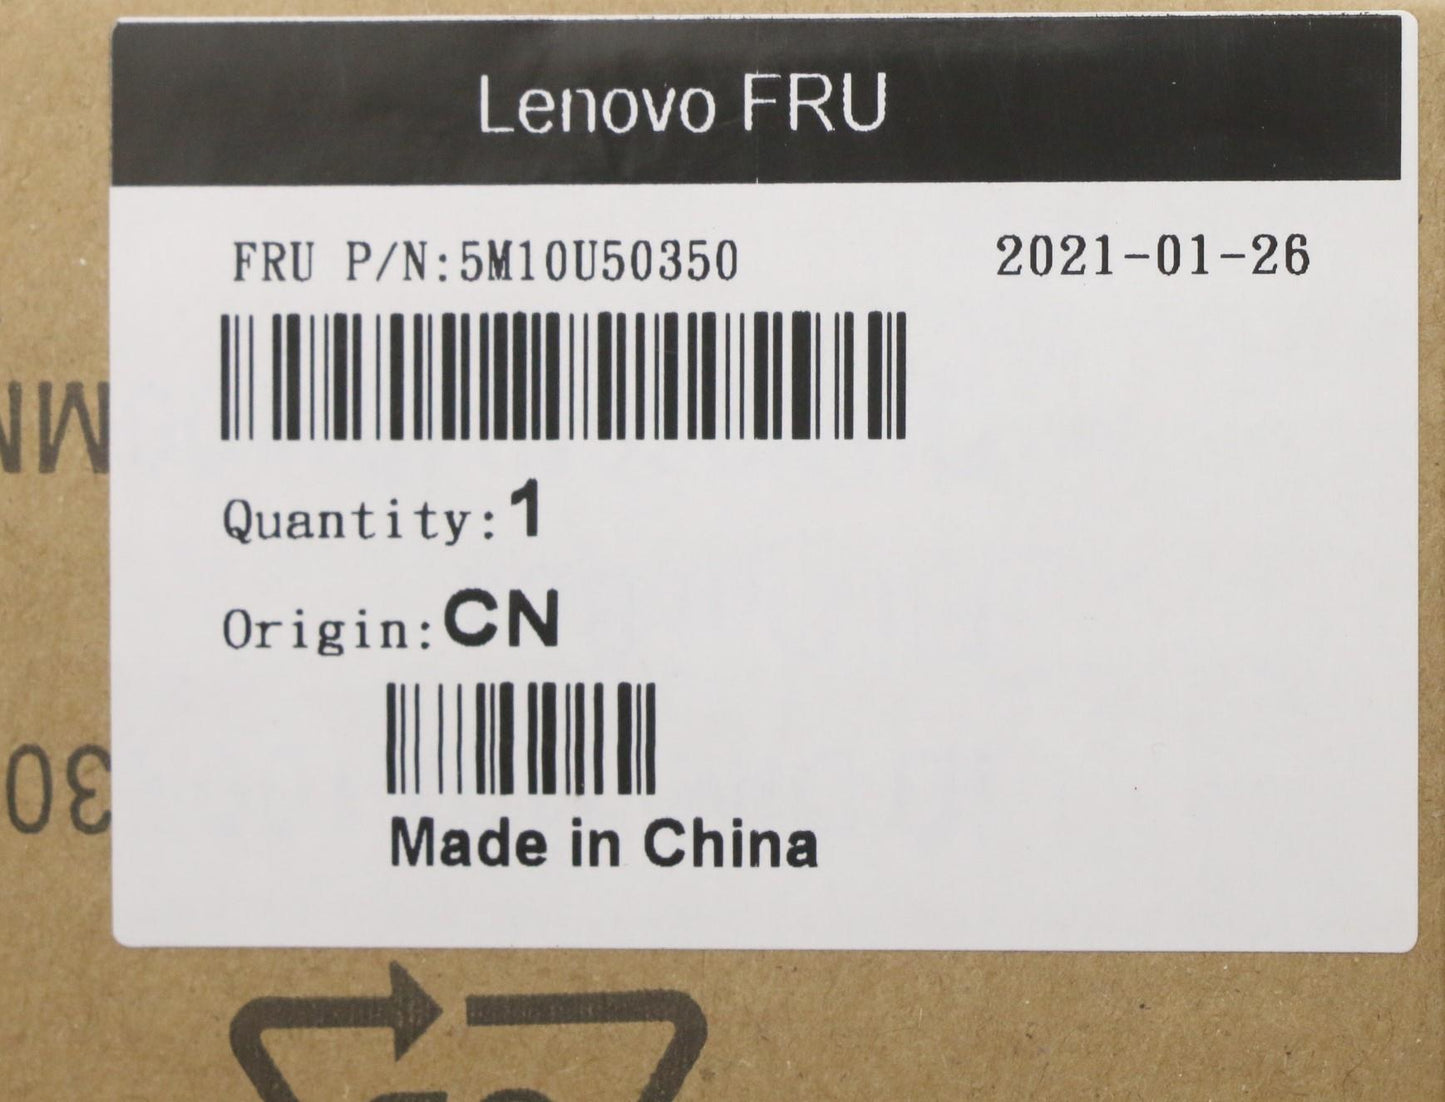 Lenovo FRU
FRU P/N:5M10U50350
2021-01-26
Quantity:1
Origin:CN
Made in China